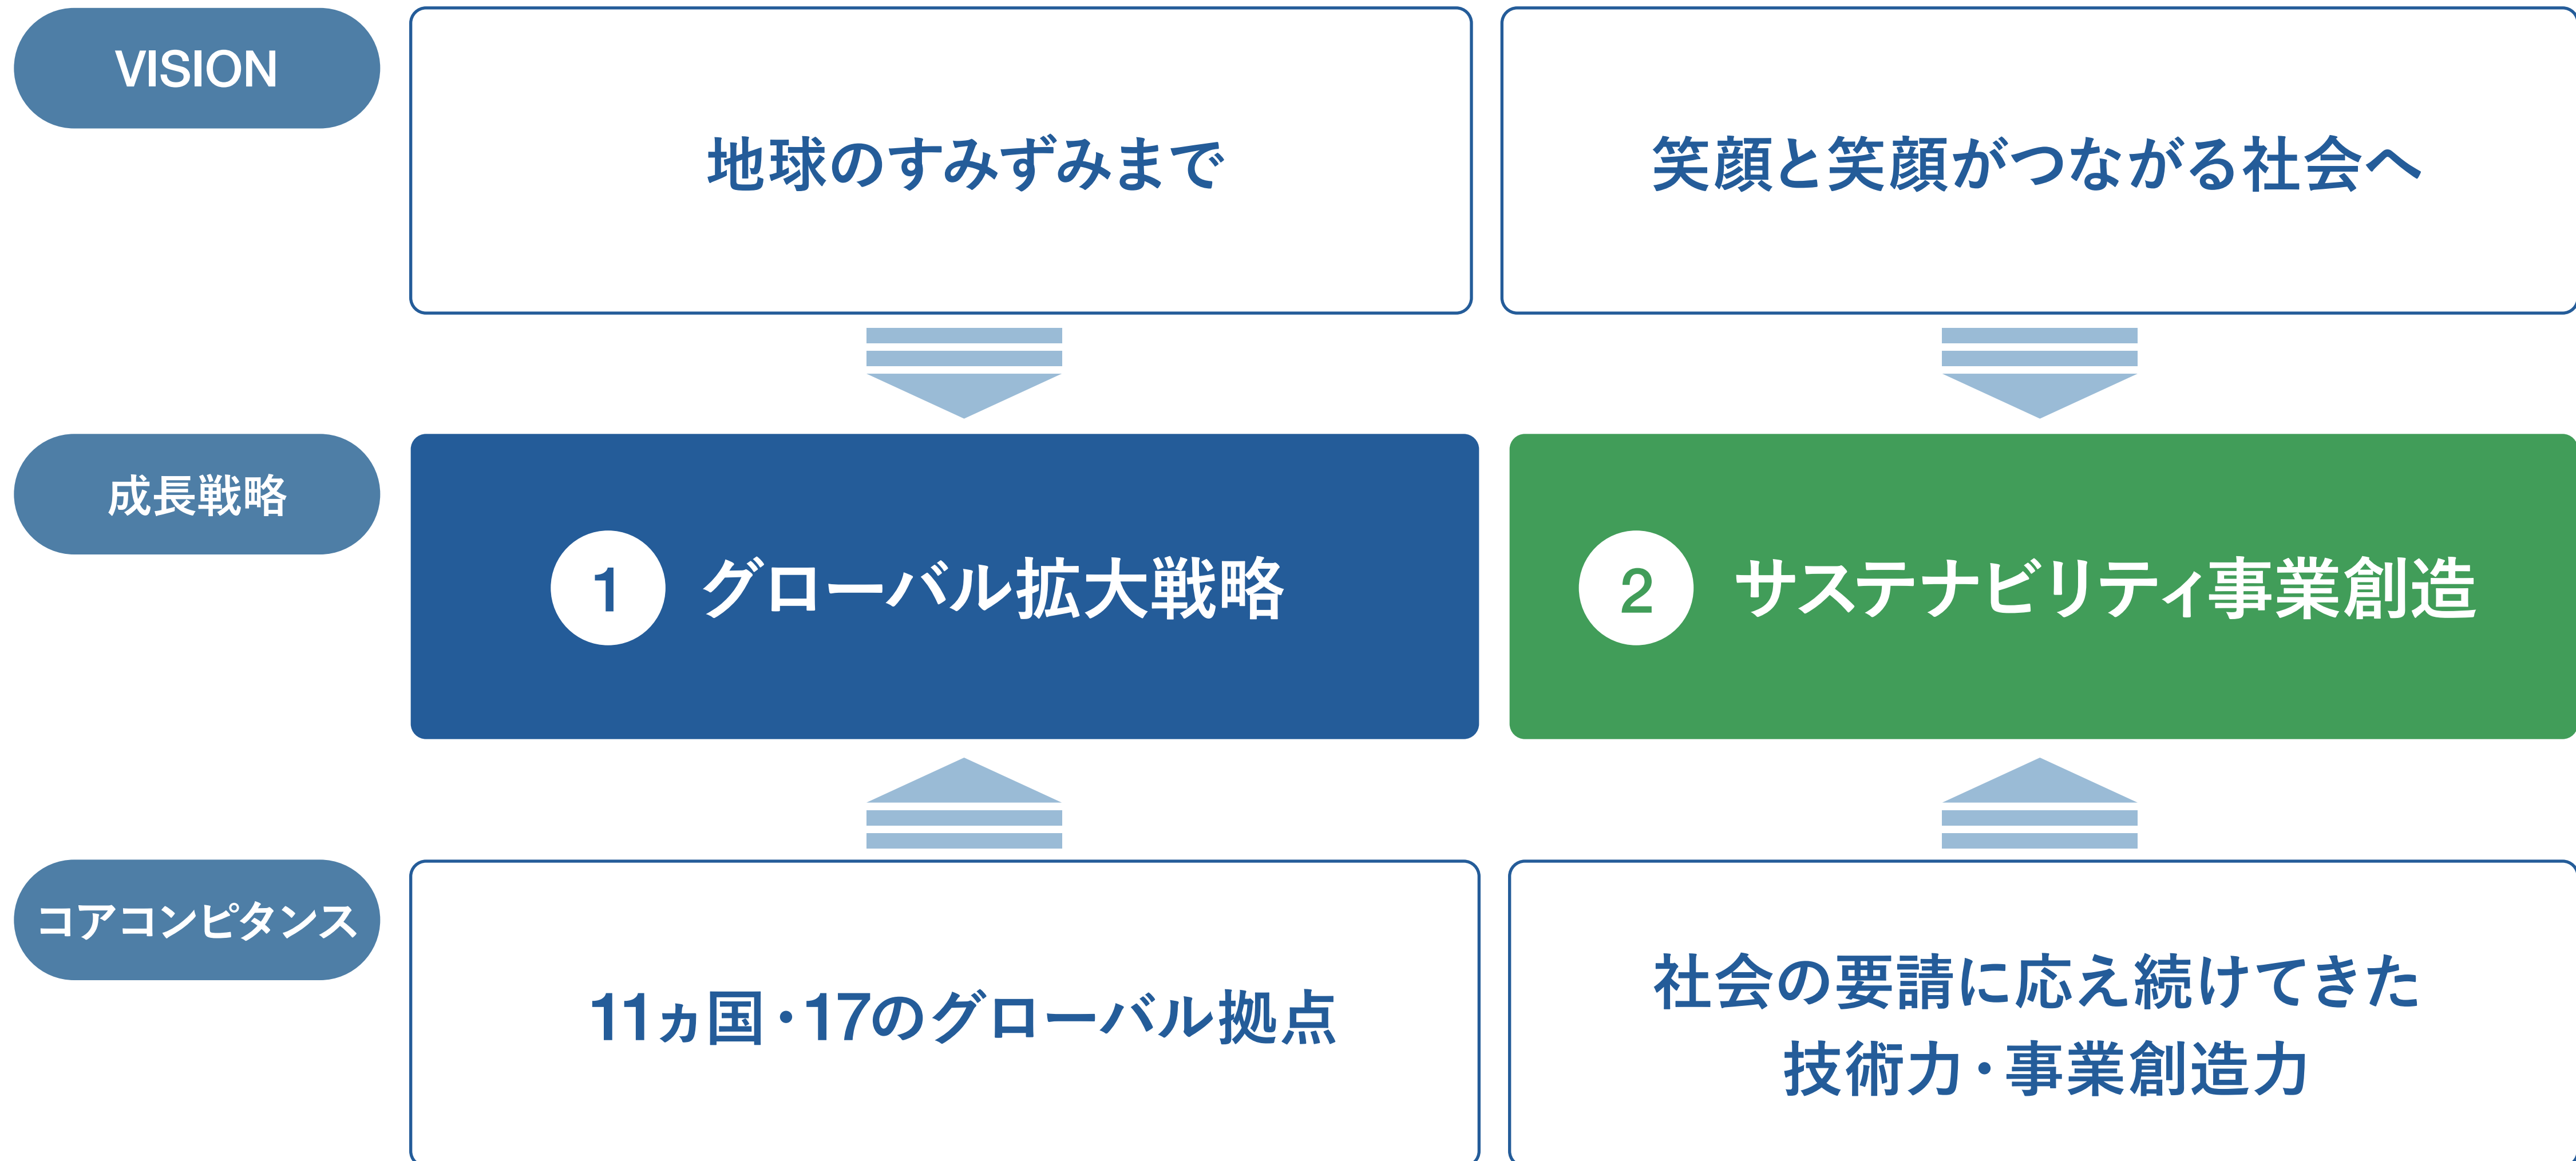 VISION
地球のすみずみまで
笑顔と笑顔がつながる社会へ
成長戦略
1 グローバル拡大戦略
2 サステナビリティ事業創造
コアコンピタンス
11ヵ国・17のグローバル拠点
社会の要請に応え続けてきた
技術力・事業創造力